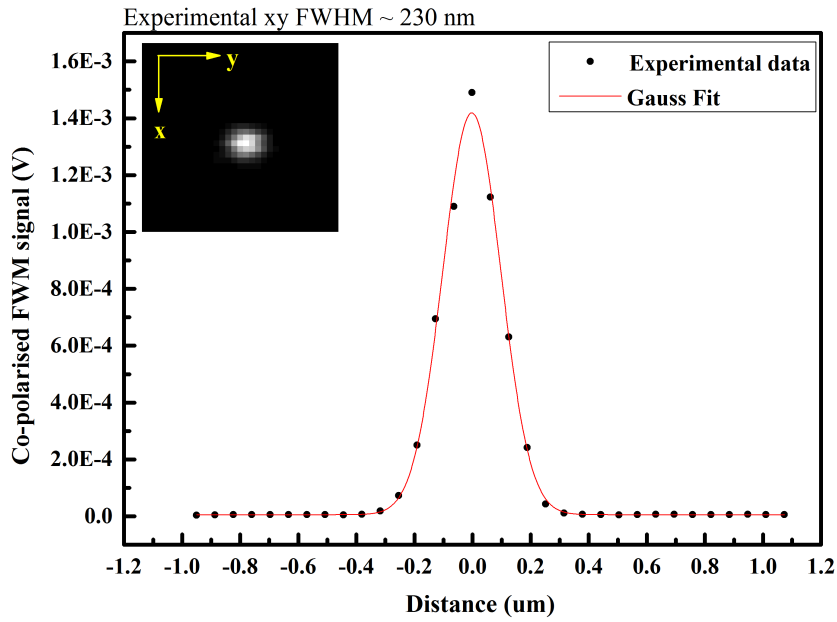 Experimental xy FWHM ~ 230 nm
y
x
Experimental data
Gauss Fit
Co-polarised FWM signal (V)
1.6E-3
1.4E-3
1.2E-3
1.0E-3
8.0E-4
6.0E-4
4.0E-4
2.0E-4
0.0
-1.2 -1.0 -0.8 -0.6 -0.4 -0.2 0.0 0.2 0.4 0.6 0.8 1.0 1.2
Distance (um)